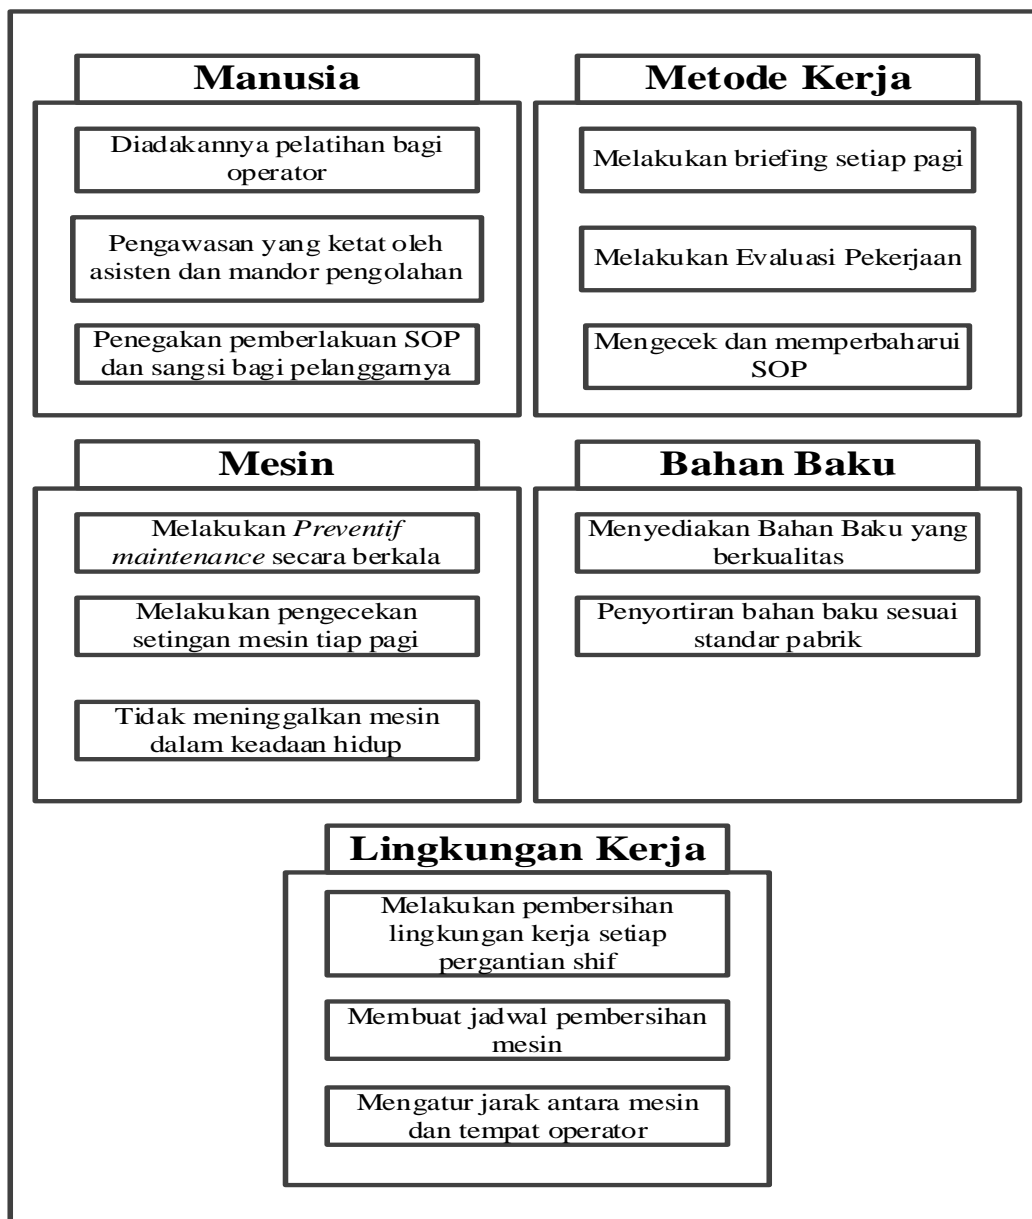 Manusia
Diadakannya pelatihan bagi
operator
Pengawasan yang ketat oleh
asisten dan mandor pengolahan
Penegakan pemberlakuan SOP
dan sangsi bagi pelanggarnya
Metode Kerja
Melakukan briefing setiap pagi
Melakukan Evaluasi Pekerjaan
Mengecek dan memperbaharui
SOP
Mesin
Melakukan Preventif
maintenance secara berkala
Melakukan pengecekan
setingan mesin tiap pagi
Tidak meninggalkan mesin
dalam keadaan hidup
Bahan Baku
Menyediakan Bahan Baku yang
berkualitas
Penyortiran bahan baku sesuai
standar pabrik
Lingkungan Kerja
Melakukan pembersihan
lingkungan kerja setiap
pergantian shif
Membuat jadwal pembersihan
mesin
Mengatur jarak antara mesin
dan tempat operator